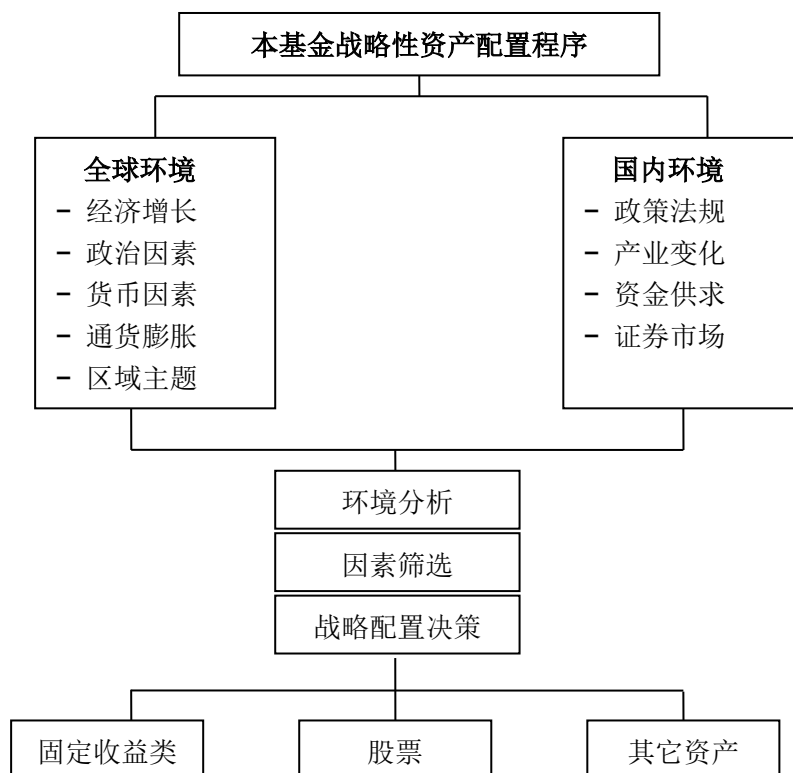 本基金战略性资产配置程序
全球环境
– 经济增长
– 政治因素
– 货币因素
– 通货膨胀
– 区域主题
国内环境
– 政策法规
– 产业变化
– 资金供求
– 证券市场
环境分析
因素筛选
战略配置决策
固定收益类
股票
其它资产